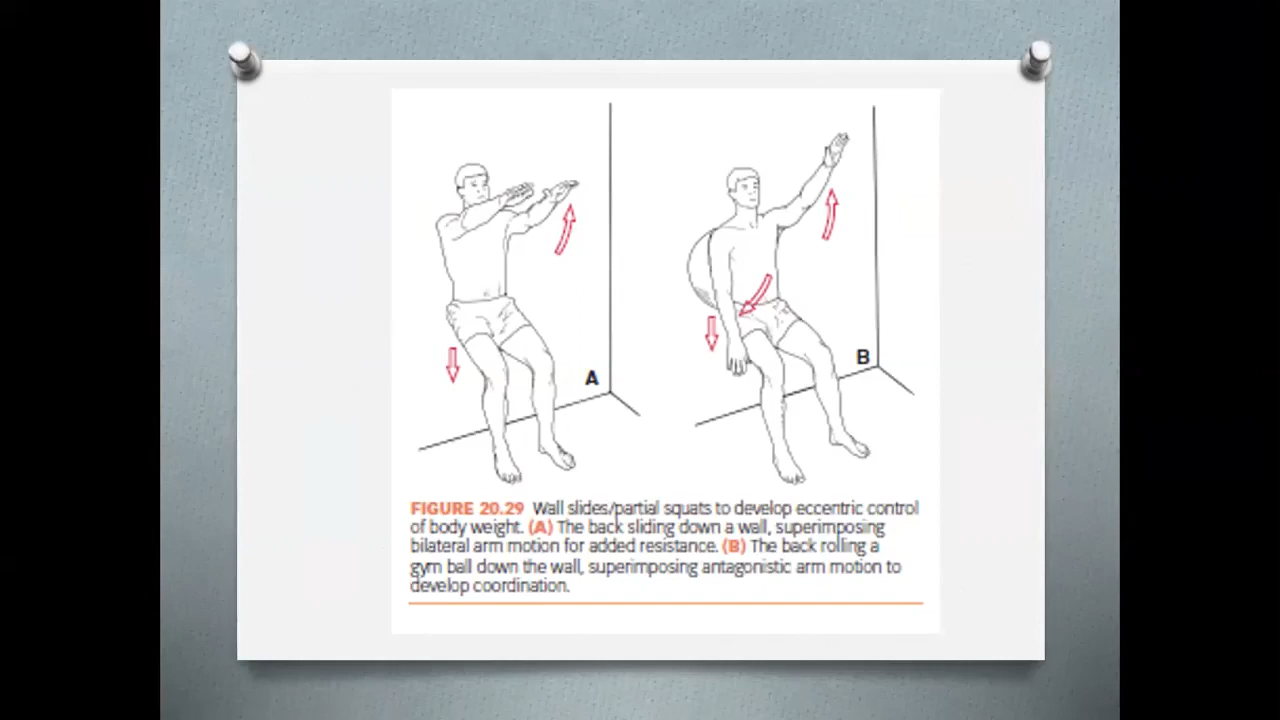 A
B
FIGURE 20.29 Wall slides/partial squats to develop eccentric control
of body weight. (A) The back sliding down a wall, superimposing
bilateral arm motion for added resistance. (B) The back rolling a
gym ball down the wall, superimposing antagonistic arm motion to
develop coordination.